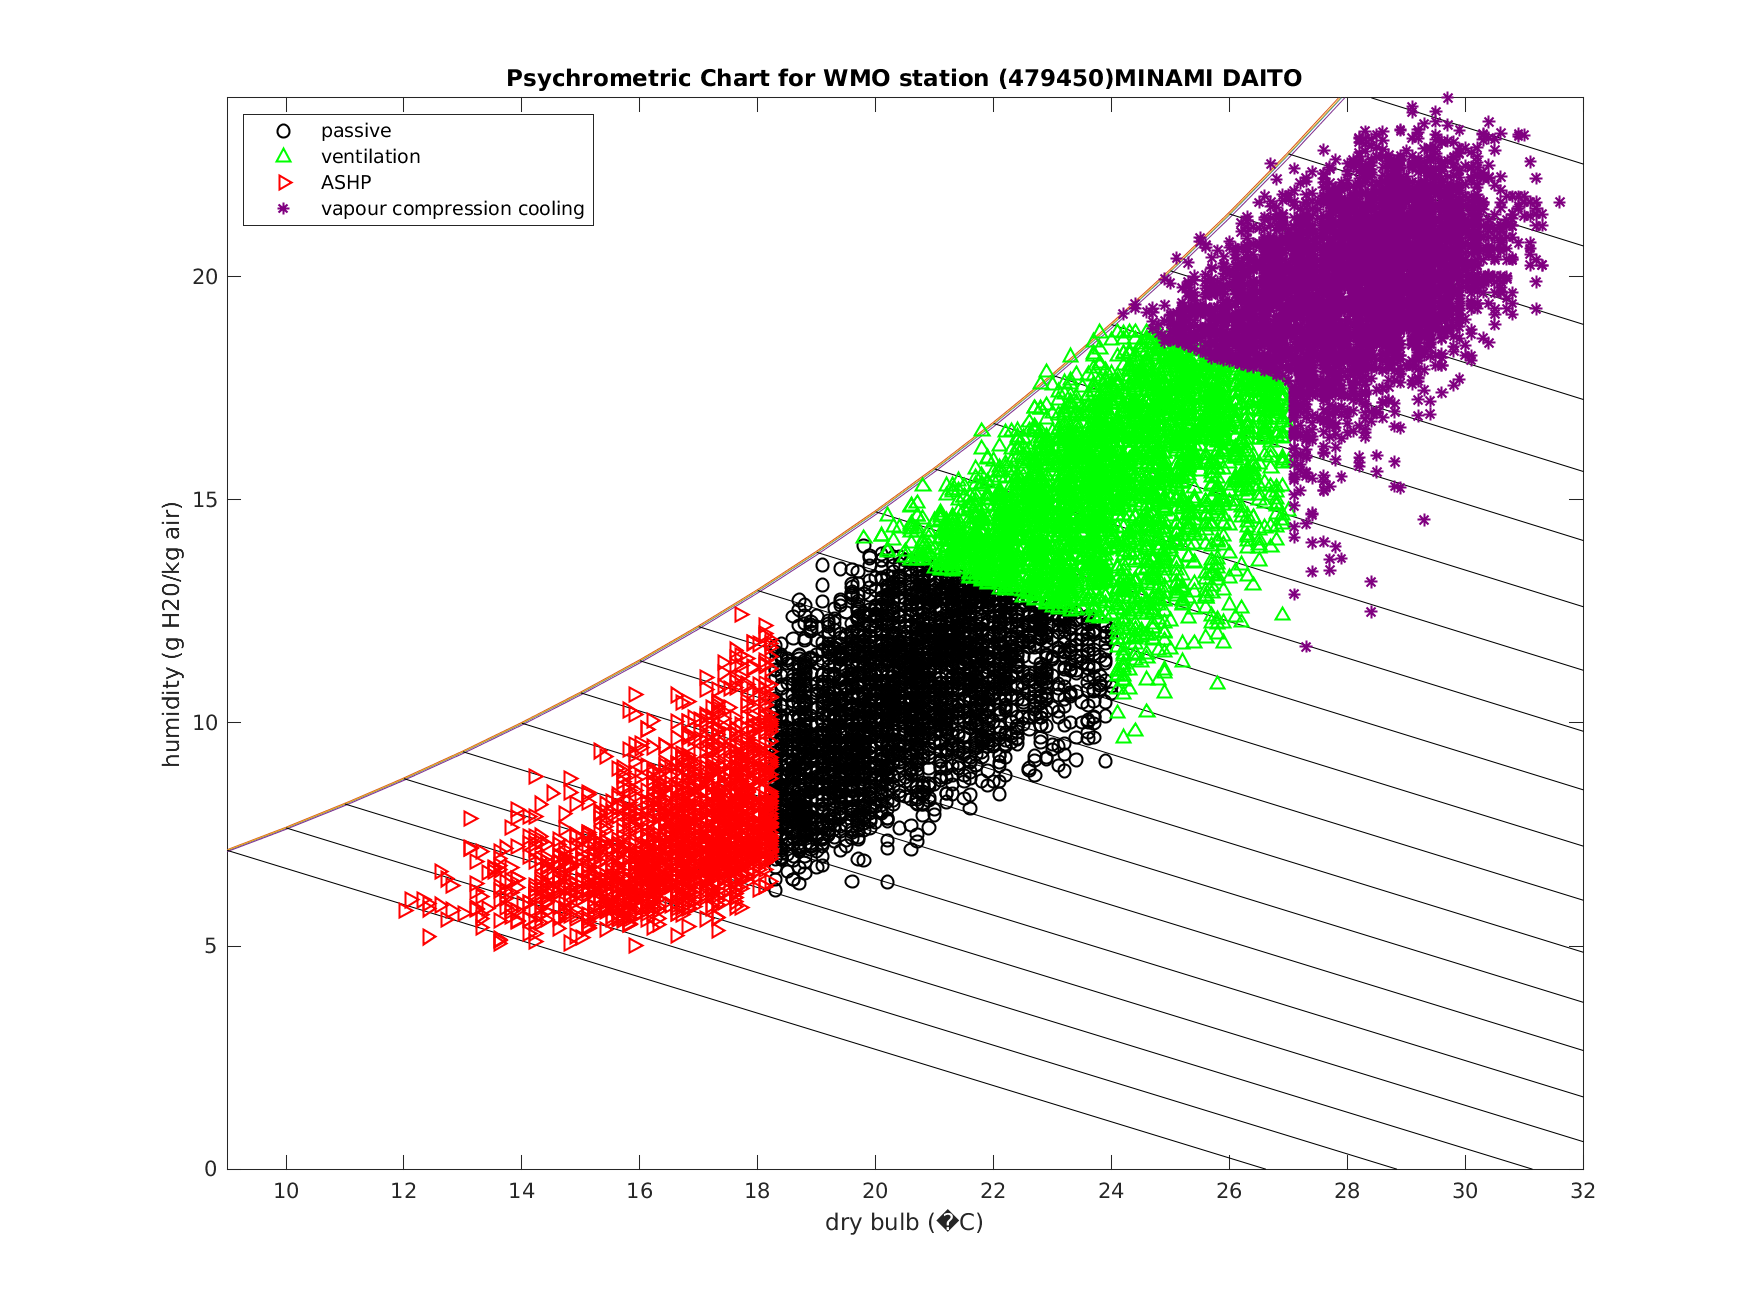 Psychrometric Chart for WMO station (479450)MINAMI DAITO
passive
ventilation
ASHP
vapour compression cooling
humidity (g H20/kg air)
20
15
10
5
0
10 12 14 16 18 20 22 24 26 28 30 32
dry bulb (�C)